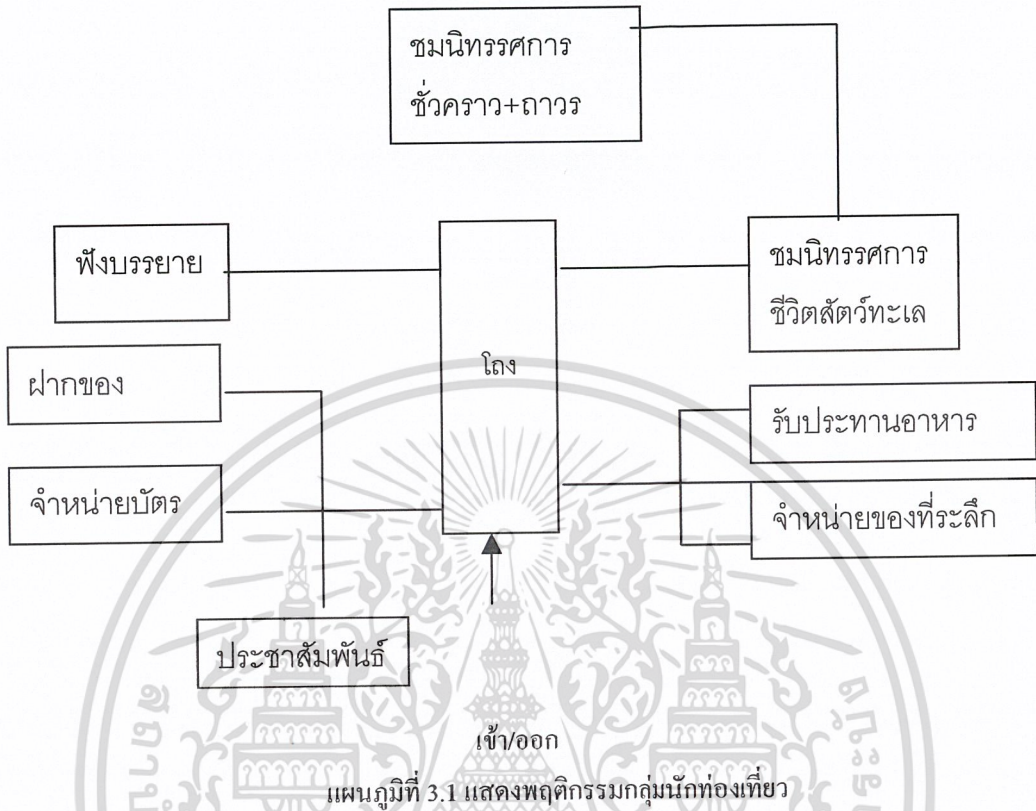 ชมนิทรรศการ
ชั่วคราว+ถาวร
ฟังบรรยาย
โถง
ชมนิทรรศการ
ชีวิตสัตว์ทะเล
ฝากของ
รับประทานอาหาร
จำหน่ายบัตร
จำหน่ายของที่ระลึก
ประชาสัมพันธ์
เข้า/ออก
แผนภูมิที่ 3.1 แสดงพฤติกรรมกลุ่มนักท่องเที่ยว